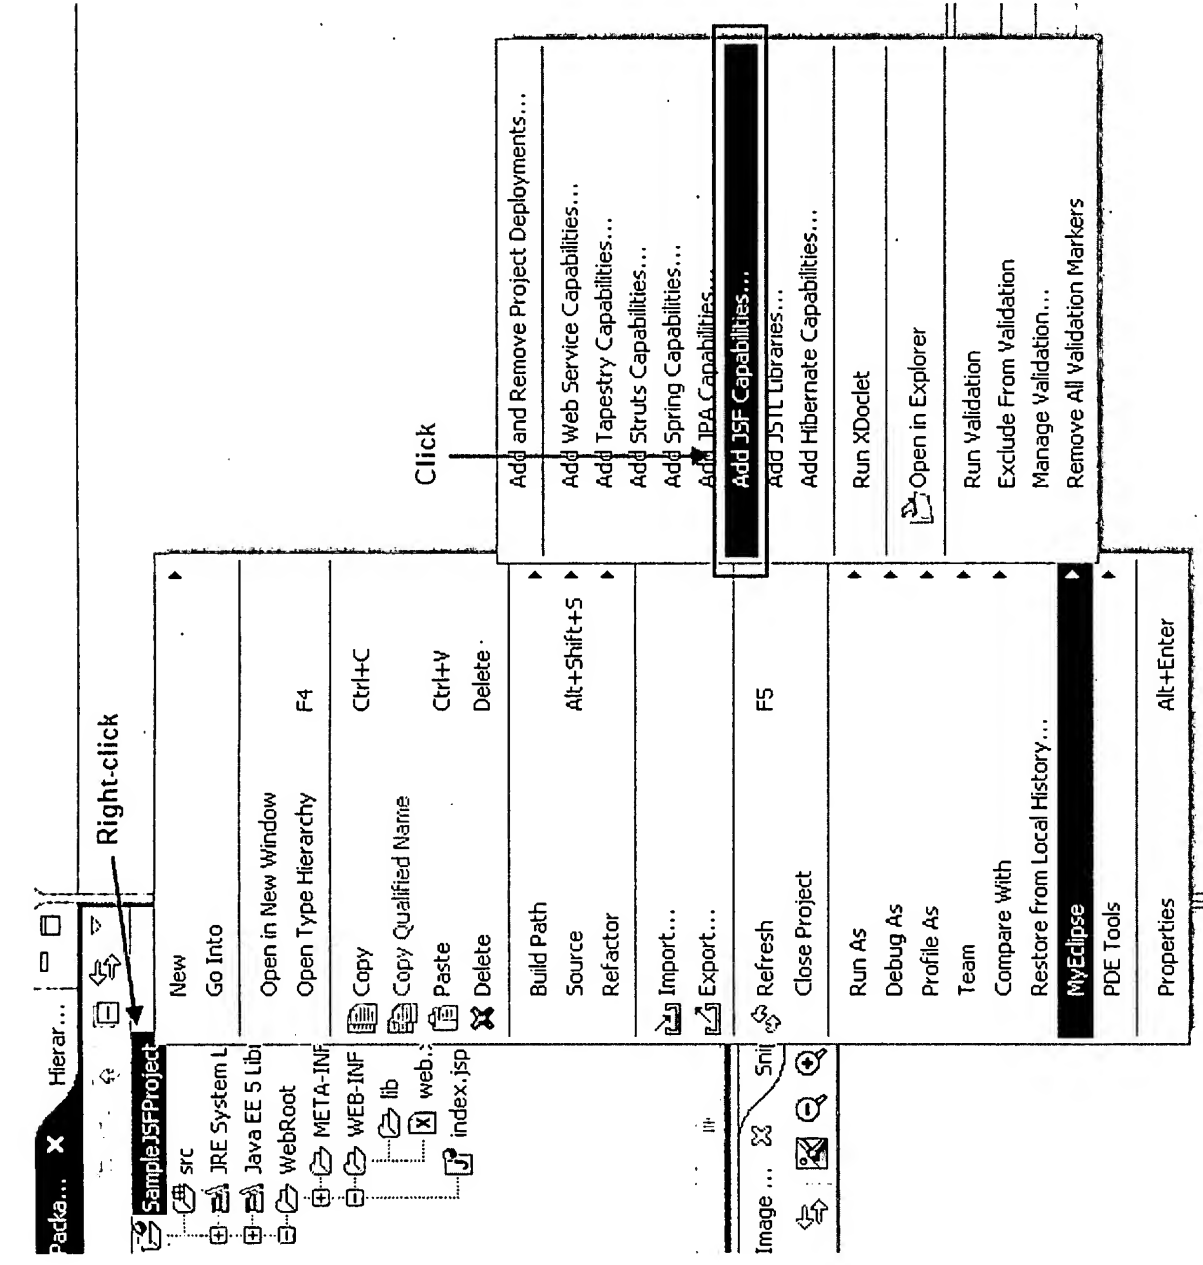 Packa... Hierar...
Right-click
SampleJSFProject
src
JRE System L
Java EE 5 Libr
WebRoot
META-INF
WEB-INF
lib
web.
index.jsp
Image ...
New
Go Into
Open in New Window
Open Type Hierarchy F4
Copy Ctrl+C
Copy Qualified Name
Paste Ctrl+V
Delete Delete
Build Path
Source Alt+Shift+S
Refactor
Import...
Export...
Refresh F5
Close Project
Run As
Debug As
Profile As
Team
Compare With
Restore from Local History...
MyEclipse
PDE Tools
Properties Alt+Enter
Click
Add and Remove Project Deployments...
Add Web Service Capabilities...
Add Tapestry Capabilities...
Add Struts Capabilities...
Add Spring Capabilities...
Add JPA Capabilities...
Add JSF Capabilities...
Add JSTL Libraries...
Add Hibernate Capabilities...
Run XDoclet
Open in Explorer
Run Validation
Exclude From Validation
Manage Validation...
Remove All Validation Markers